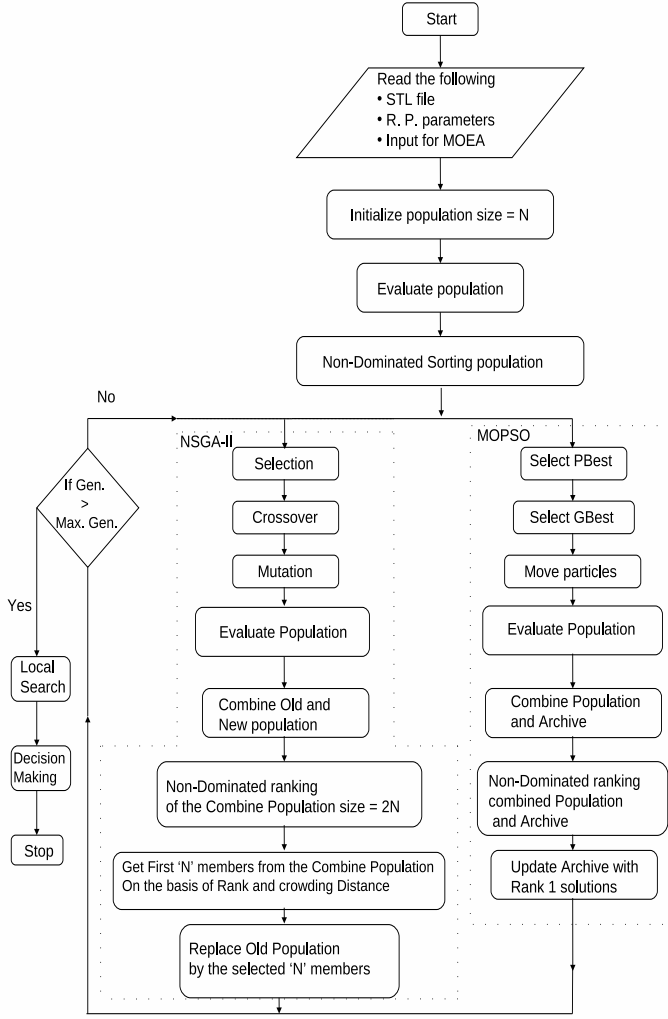 Start
Read the following
• STL file
• R. P. parameters
• Input for MOEA
Initialize population size = N
Evaluate population
Non-Dominated Sorting population
No
If Gen.
>
Max. Gen.
Yes
Local
Search
Decision
Making
Stop
NSGA-II
Selection
Crossover
Mutation
Evaluate Population
Combine Old and
New population
Non-Dominated ranking
of the Combine Population size = 2N
Get First ‘N’ members from the Combine Population
On the basis of Rank and crowding Distance
Replace Old Population
by the selected ‘N’ members
MOPSO
Select PBest
Select GBest
Move particles
Evaluate Population
Combine Population
and Archive
Non-Dominated ranking
combined Population
and Archive
Update Archive with
Rank 1 solutions